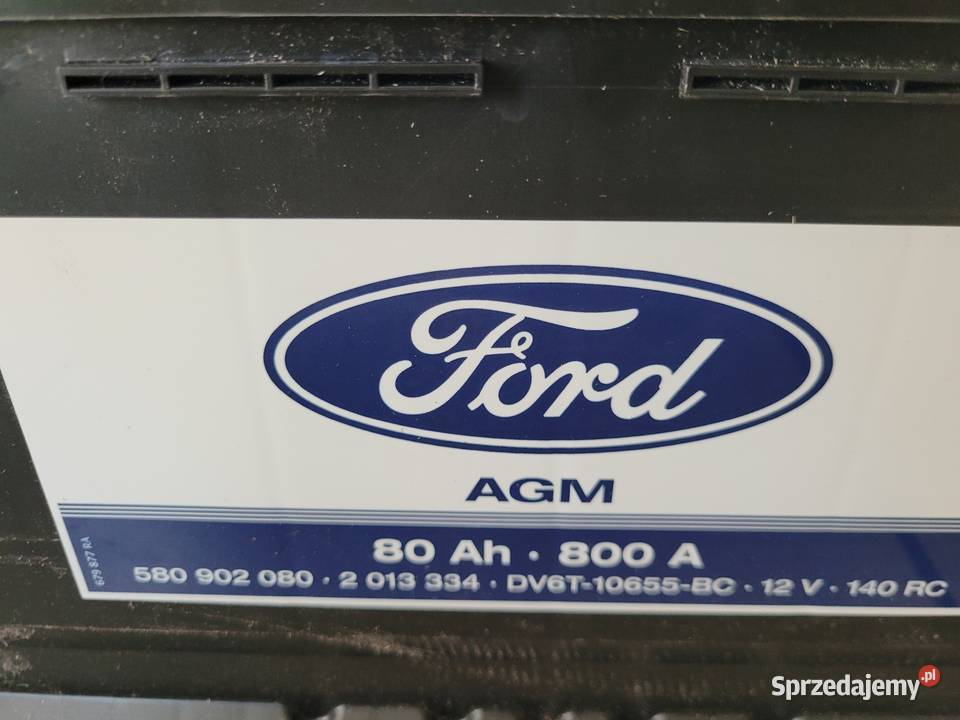 Ford
AGM
80 Ah · 800 A
580 902 080 · 2 013 334 · DV6T-10655-BC · 12 V · 140 RC
679 877 RA
Sprzedajemy.pl